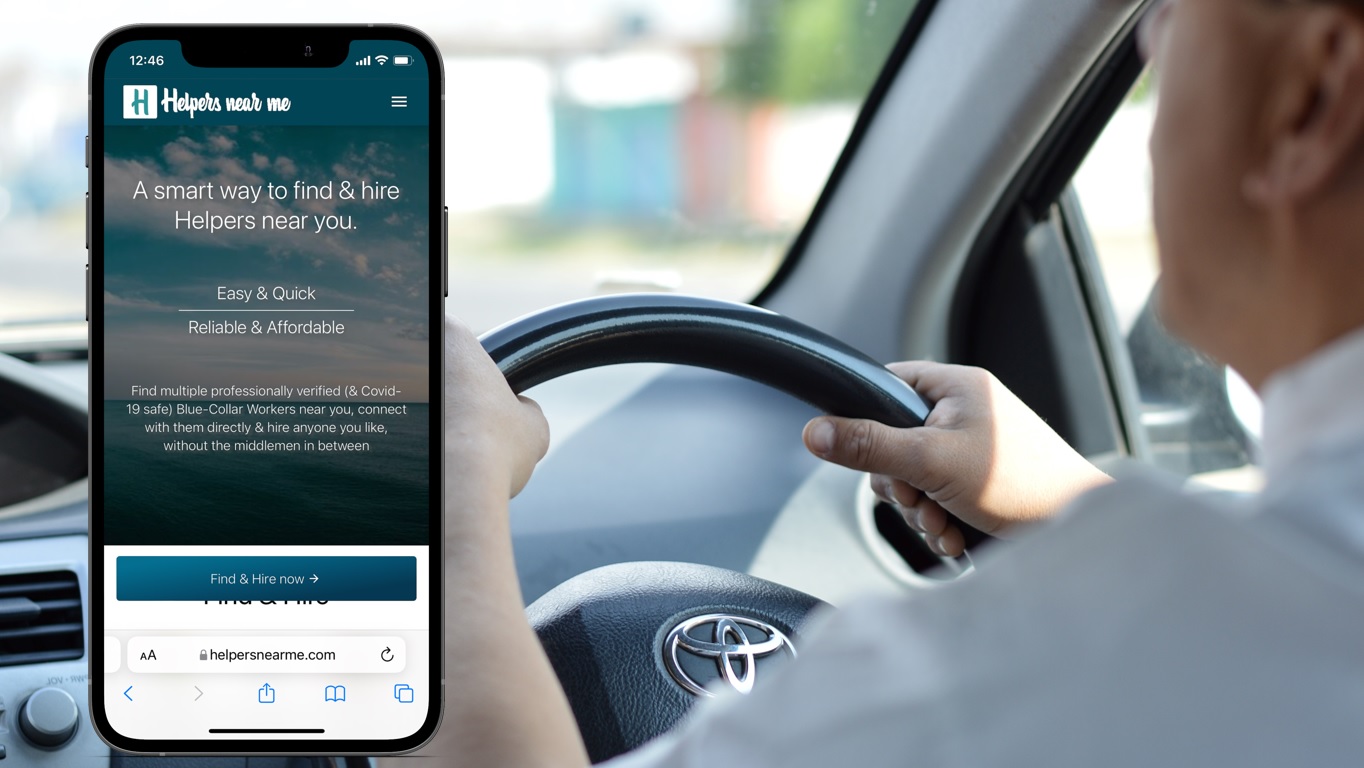 12:46
H Helpers near me
A smart way to find & hire
Helpers near you.
Easy & Quick
Reliable & Affordable
Find multiple professionally verified (& Covid-
19 safe) Blue-Collar Workers near you, connect
with them directly & hire anyone you like,
without the middlemen in between
Find & Hire now →
Find & Hire
AA helpersnearme.com